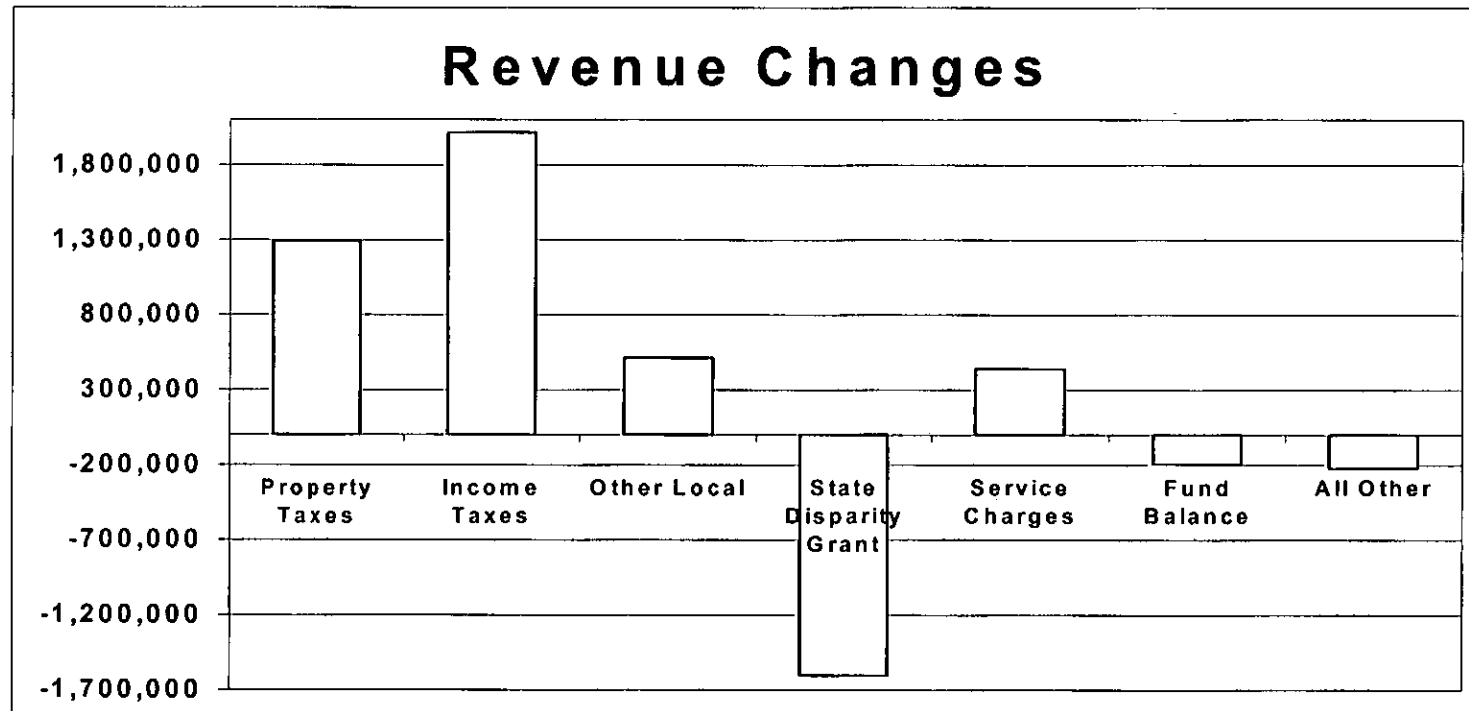 Revenue Changes
1,800,000
1,300,000
800,000
300,000
-200,000
-700,000
-1,200,000
-1,700,000
Property
Taxes
Income
Taxes
Other Local
State
Disparity
Grant
Service
Charges
Fund
Balance
All Other